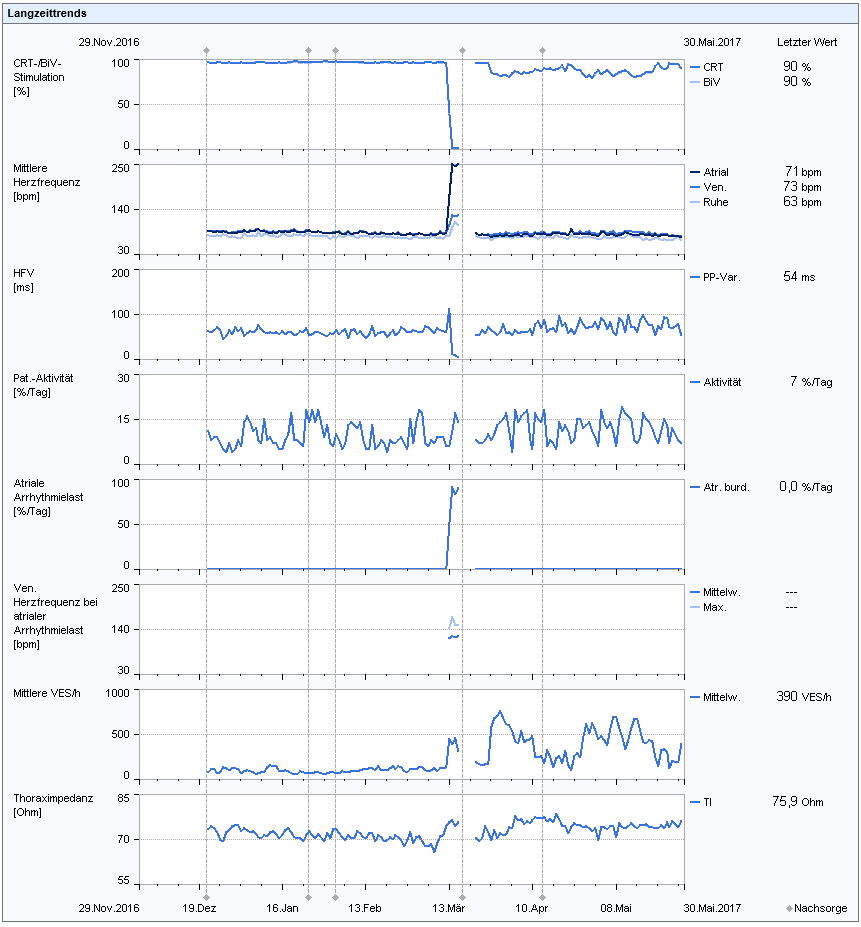 Langzeittrends
29.Nov.2016 30.Mai.2017 Letzter Wert
CRT-/BiV-
Stimulation
[%]
100
50
0
CRT 90 %
BiV 90 %
Mittlere
Herzfrequenz
[bpm]
250
140
30
Atrial 71 bpm
Ven. 73 bpm
Ruhe 63 bpm
HFV
[ms]
200
100
0
PP-Var. 54 ms
Pat.-Aktivität
[%/Tag]
30
15
0
Aktivität 7 %/Tag
Atriale
Arrhythmielast
[%/Tag]
100
50
0
Atr. burd. 0,0 %/Tag
Ven.
Herzfrequenz bei
atrialer
Arrhythmielast
[bpm]
250
140
30
Mittelw. ---
Max. ---
Mittlere VES/h
1000
500
0
Mittelw. 390 VES/h
Thoraximpedanz
[Ohm]
85
70
55
TI 75,9 Ohm
29.Nov.2016 19.Dez 16.Jan 13.Feb 13.Mär 10.Apr 08.Mai 30.Mai.2017 Nachsorge